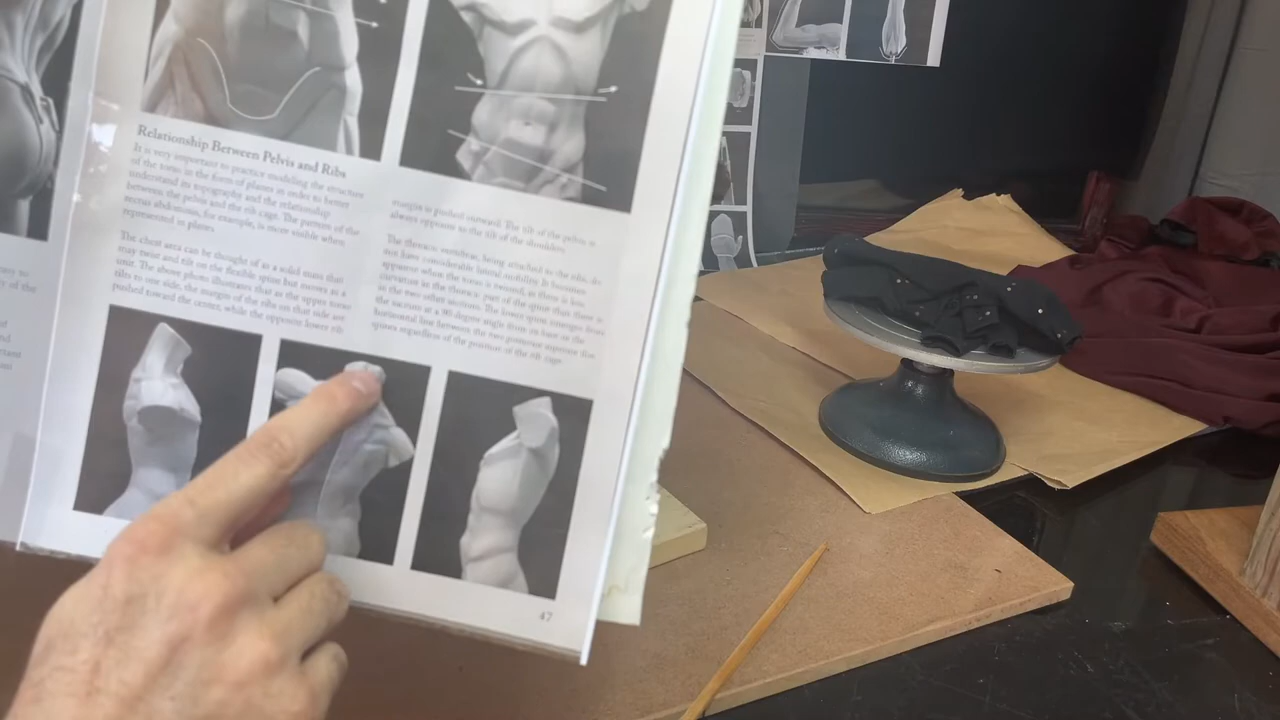 Relationship Between Pelvis and Ribs
It is very important to practice modeling the structure
of the torso in the form of planes in order to better
understand its topography and the relationship
between the pelvis and the rib cage. The pattern of the
rectus abdominis, for example, is more visible when
represented in planes.
The chest area can be thought of as a solid mass that
may twist and tilt on the flexible spine but moves as a
unit. The above photo illustrates that as the upper torso
tilts to one side, the margin of the ribs on that side are
pushed toward the center, while the opposite lower rib
margin is pushed outward. The tilt of the pelvis is
always opposite to the tilt of the shoulders.
The thoracic vertebrae, being attached to the ribs, do
not have considerable lateral mobility. It becomes
apparent when the torso is twisted, as there is less
curvature in the thoracic part of the spine than there is
in the two other sections. The lower spine emerges from
the sacrum at a 90-degree angle from its base or the
horizontal line between the two posterior superior iliac
spines regardless of the position of the rib cage.
47